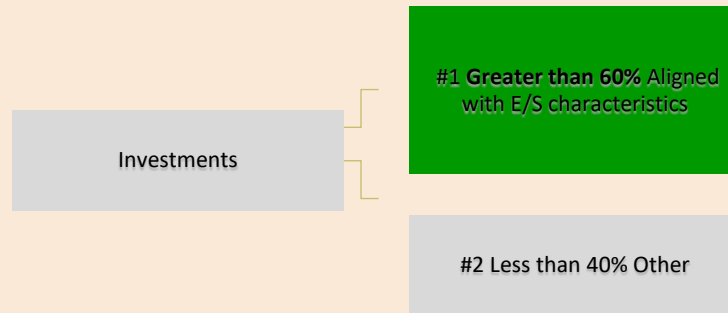 #1 Greater than 60% Aligned
with E/S characteristics
Investments
#2 Less than 40% Other